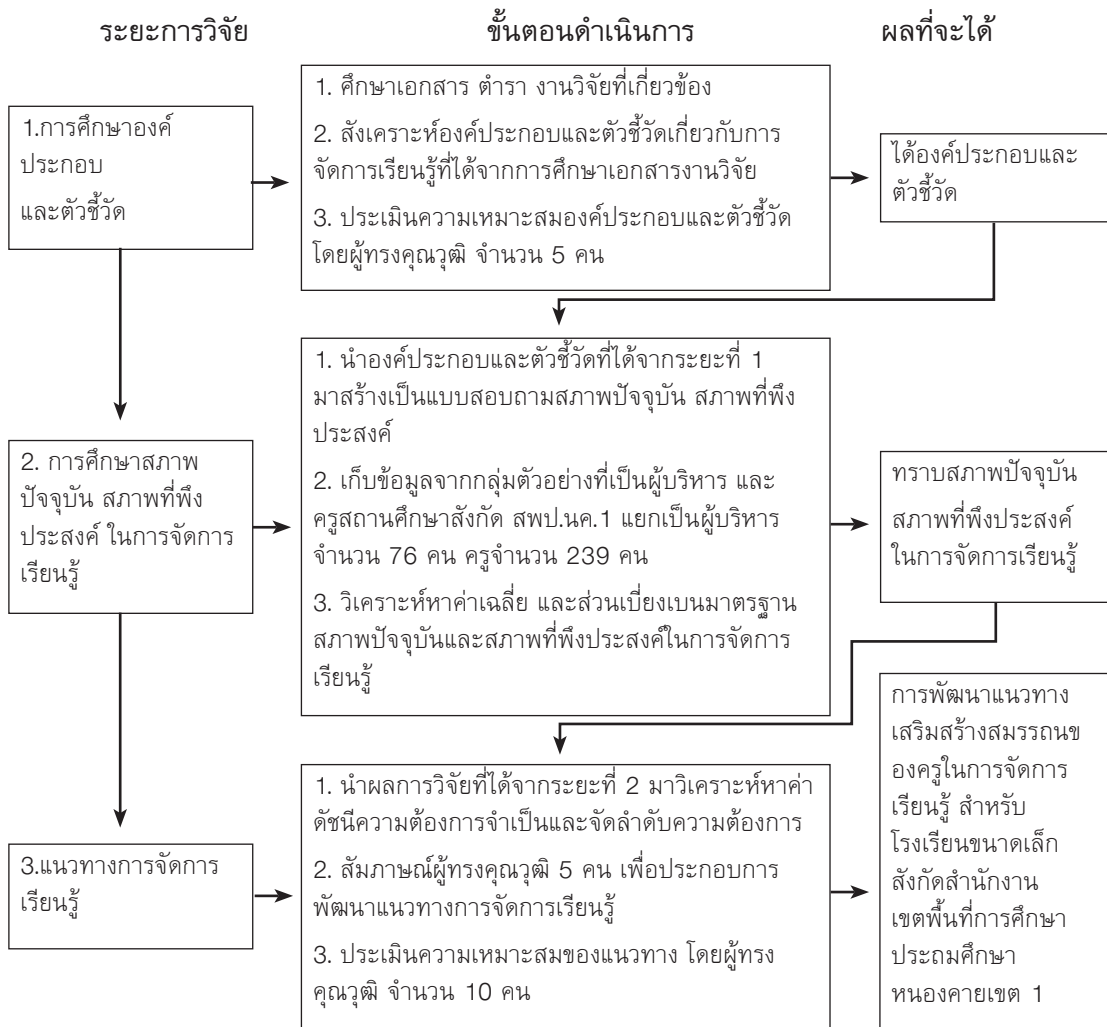 ระยะการวิจัย
ขั้นตอนดำเนินการ
ผลที่จะได้
1.การศึกษาองค์
ประกอบ
และตัวชี้วัด
1. ศึกษาเอกสาร ตำรา งานวิจัยที่เกี่ยวข้อง
2. สังเคราะห์องค์ประกอบและตัวชี้วัดเกี่ยวกับการ
จัดการเรียนรู้ที่ได้จากการศึกษาเอกสารงานวิจัย
3. ประเมินความเหมาะสมองค์ประกอบและตัวชี้วัด
โดยผู้ทรงคุณวุฒิ จำนวน 5 คน
ได้องค์ประกอบและ
ตัวชี้วัด
2. การศึกษาสภาพ
ปัจจุบัน สภาพที่พึง
ประสงค์ ในการจัดการ
เรียนรู้
1. นำองค์ประกอบและตัวชี้วัดที่ได้จากระยะที่ 1
มาสร้างเป็นแบบสอบถามสภาพปัจจุบัน สภาพที่พึง
ประสงค์
2. เก็บข้อมูลจากกลุ่มตัวอย่างที่เป็นผู้บริหาร และ
ครูสถานศึกษาสังกัด สพป.นค.1 แยกเป็นผู้บริหาร
จำนวน 76 คน ครูจำนวน 239 คน
3. วิเคราะห์หาค่าเฉลี่ย และส่วนเบี่ยงเบนมาตรฐาน
สภาพปัจจุบันและสภาพที่พึงประสงค์ในการจัดการ
เรียนรู้
ทราบสภาพปัจจุบัน
สภาพที่พึงประสงค์
ในการจัดการเรียนรู้
3.แนวทางการจัดการ
เรียนรู้
1. นำผลการวิจัยที่ได้จากระยะที่ 2 มาวิเคราะห์หาค่า
ดัชนีความต้องการจำเป็นและจัดลำดับความต้องการ
2. สัมภาษณ์ผู้ทรงคุณวุฒิ 5 คน เพื่อประกอบการ
พัฒนาแนวทางการจัดการเรียนรู้
3. ประเมินความเหมาะสมของแนวทาง โดยผู้ทรง
คุณวุฒิ จำนวน 10 คน
การพัฒนาแนวทาง
เสริมสร้างสมรรถนข
องครูในการจัดการ
เรียนรู้ สำหรับ
โรงเรียนขนาดเล็ก
สังกัดสำนักงาน
เขตพื้นที่การศึกษา
ประถมศึกษา
หนองคายเขต 1